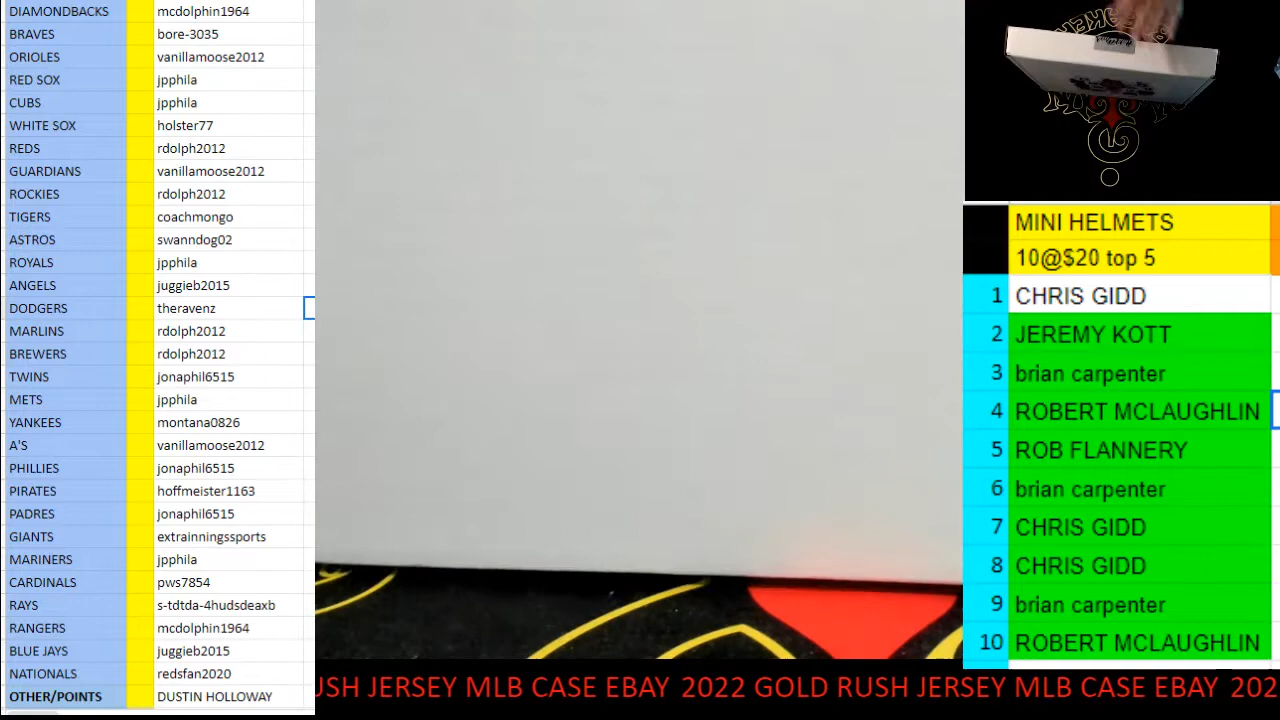 DIAMONDBACKS mcdolphin1964
BRAVES bore-3035
ORIOLES vanillamoose2012
RED SOX jpphila
CUBS jpphila
WHITE SOX holster77
REDS rdolph2012
GUARDIANS vanillamoose2012
ROCKIES rdolph2012
TIGERS coachmongo
ASTROS swanndog02
ROYALS jpphila
ANGELS juggieb2015
DODGERS theravenz
MARLINS rdolph2012
BREWERS rdolph2012
TWINS jonaphil6515
METS jpphila
YANKEES montana0826
A'S vanillamoose2012
PHILLIES jonaphil6515
PIRATES hoffmeister1163
PADRES jonaphil6515
GIANTS extrainningssports
MARINERS jpphila
CARDINALS pws7854
RAYS s-tdtda-4hudsdeaxb
RANGERS mcdolphin1964
BLUE JAYS juggieb2015
NATIONALS redsfan2020
OTHER/POINTS DUSTIN HOLLOWAY
MINI HELMETS
10@$20 top 5
1 CHRIS GIDD
2 JEREMY KOTT
3 brian carpenter
4 ROBERT MCLAUGHLIN
5 ROB FLANNERY
6 brian carpenter
7 CHRIS GIDD
8 CHRIS GIDD
9 brian carpenter
10 ROBERT MCLAUGHLIN
USH JERSEY MLB CASE EBAY 2022 GOLD RUSH JERSEY MLB CASE EBAY 202